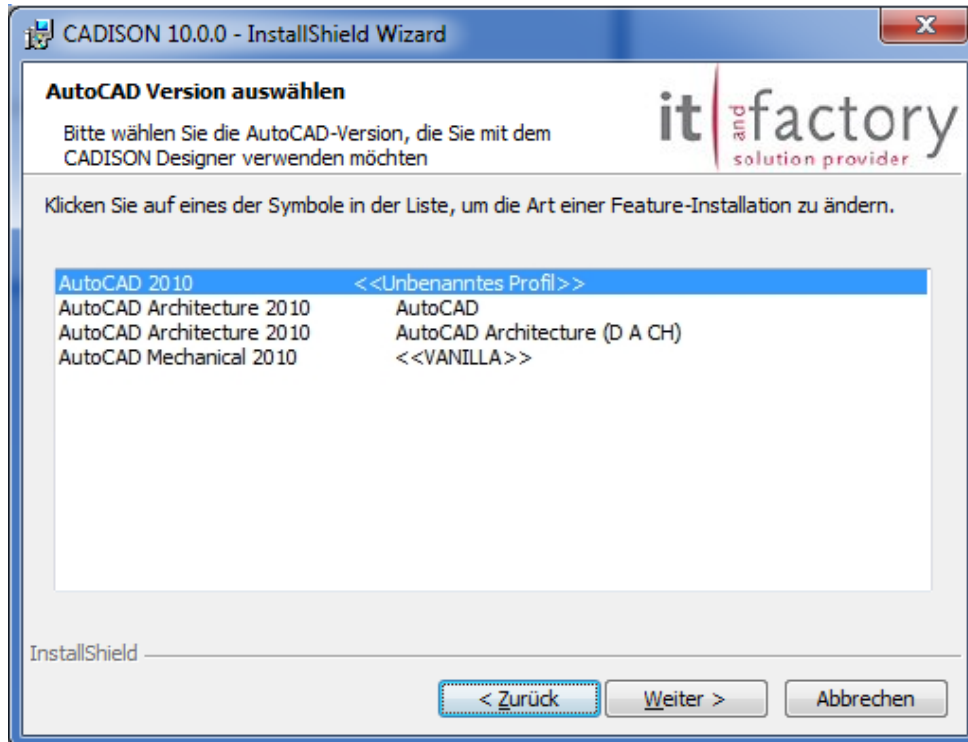 CADISON 10.0.0 - InstallShield Wizard
AutoCAD Version auswählen
Bitte wählen Sie die AutoCAD-Version, die Sie mit dem
CADISON Designer verwenden möchten
it and factory
solution provider
Klicken Sie auf eines der Symbole in der Liste, um die Art einer Feature-Installation zu ändern.
AutoCAD 2010 <<Unbenanntes Profil>>
AutoCAD Architecture 2010 AutoCAD
AutoCAD Architecture 2010 AutoCAD Architecture (D A CH)
AutoCAD Mechanical 2010 <<VANILLA>>
InstallShield
< Zurück Weiter > Abbrechen